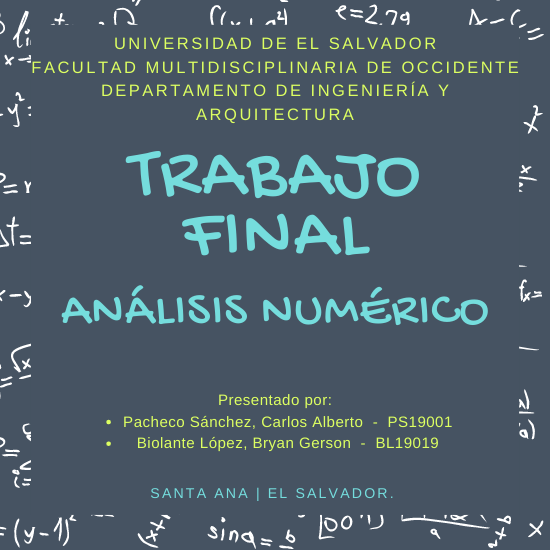 UNIVERSIDAD DE EL SALVADOR
FACULTAD MULTIDISCIPLINARIA DE OCCIDENTE
DEPARTAMENTO DE INGENIERÍA Y
ARQUITECTURA
TRABAJO
FINAL
ANÁLISIS NUMÉRICO
Presentado por:
• Pacheco Sánchez, Carlos Alberto - PS19001
• Biolante López, Bryan Gerson - BL19019
SANTA ANA | EL SALVADOR.